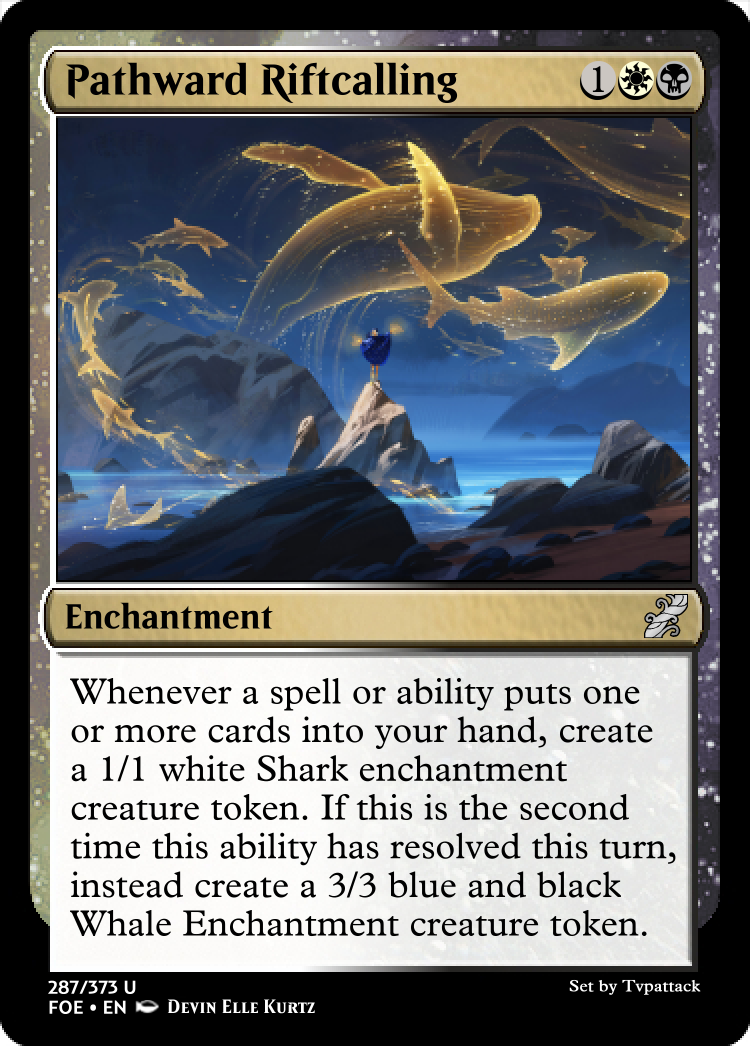 Pathward Riftcalling
1
Enchantment
Whenever a spell or ability puts one
or more cards into your hand, create
a 1/1 white Shark enchantment
creature token. If this is the second
time this ability has resolved this turn,
instead create a 3/3 blue and black
Whale Enchantment creature token.
287/373 U
Set by Tvpattack
FOE • EN DEVIN ELLE KURTZ